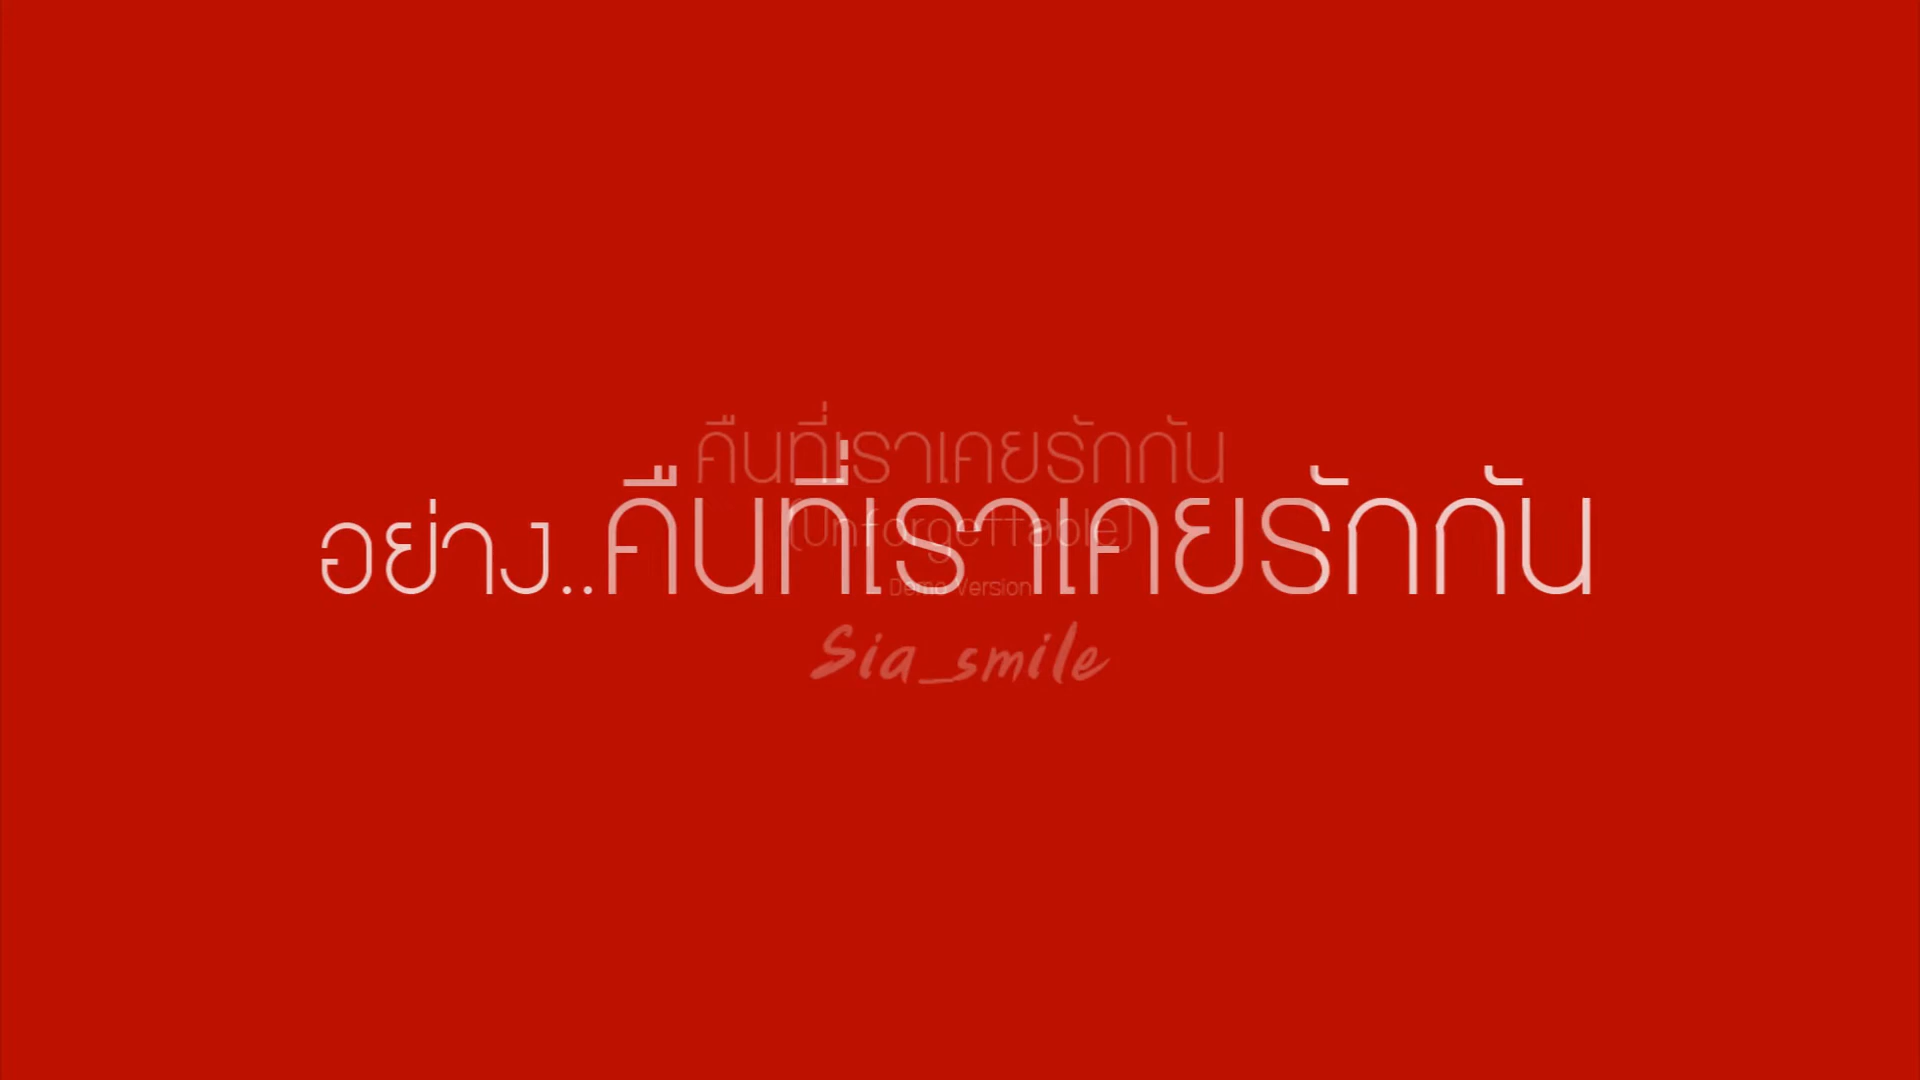 คืนที่เราเคยรักกัน
(Unforgettable)
อย่าง..คืนที่เราเคยรักกัน
Demo Version
Sia_smile